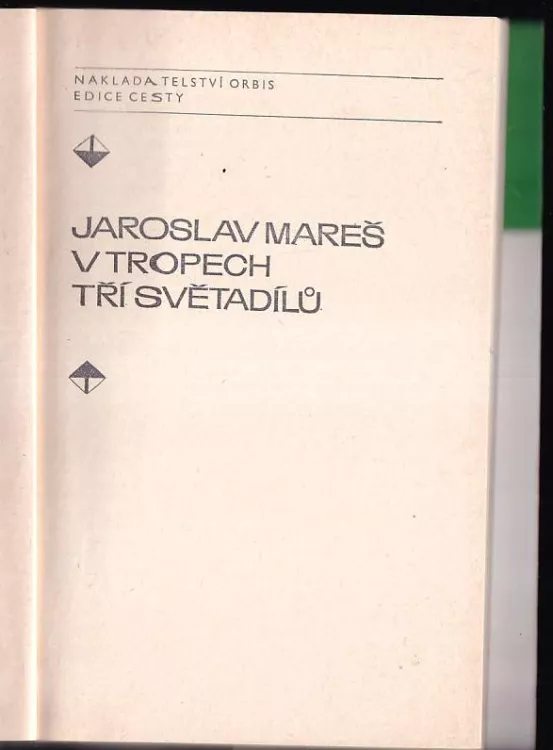 NAKLADATELSTVÍ ORBIS
EDICE CESTY
JAROSLAV MAREŠ
V TROPECH
TŘÍ SVĚTADÍLŮ